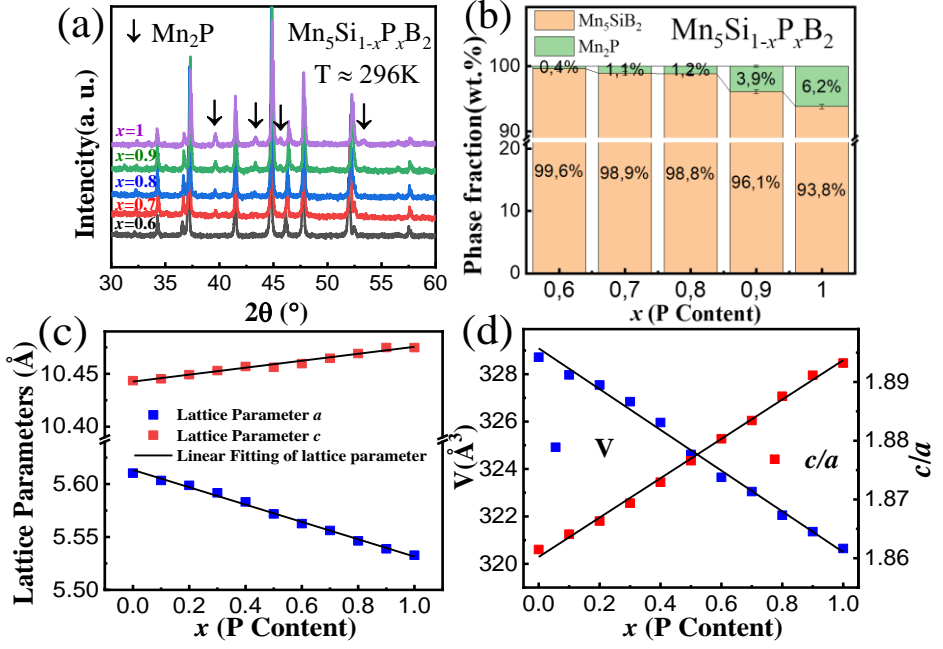 (a)
Mn₂P
Mn₅Si₁₋ₓPₓB₂
T ≈ 296K
x=1
x=0.9
x=0.8
x=0.7
x=0.6
Intencity(a. u.)
30 35 40 45 50 55 60
2θ (°)
(b)
Mn₅SiB₂
Mn₂P
Mn₅Si₁₋ₓPₓB₂
100
90
20
10
0
0,4% 1,1% 1,2% 3,9% 6,2%
99,6% 98,9% 98,8% 96,1% 93,8%
Phase fraction(wt.%)
0,6 0,7 0,8 0,9 1
x (P Content)
(c)
10.45
10.40
5.60
5.55
5.50
Lattice Parameters (Å)
Lattice Parameter a
Lattice Parameter c
Linear Fitting of lattice parameter
0.0 0.2 0.4 0.6 0.8 1.0
x (P Content)
(d)
328
326
324
322
320
V(Å³)
V
c/a
1.89
1.88
1.87
1.86
c/a
0.0 0.2 0.4 0.6 0.8 1.0
x (P Content)